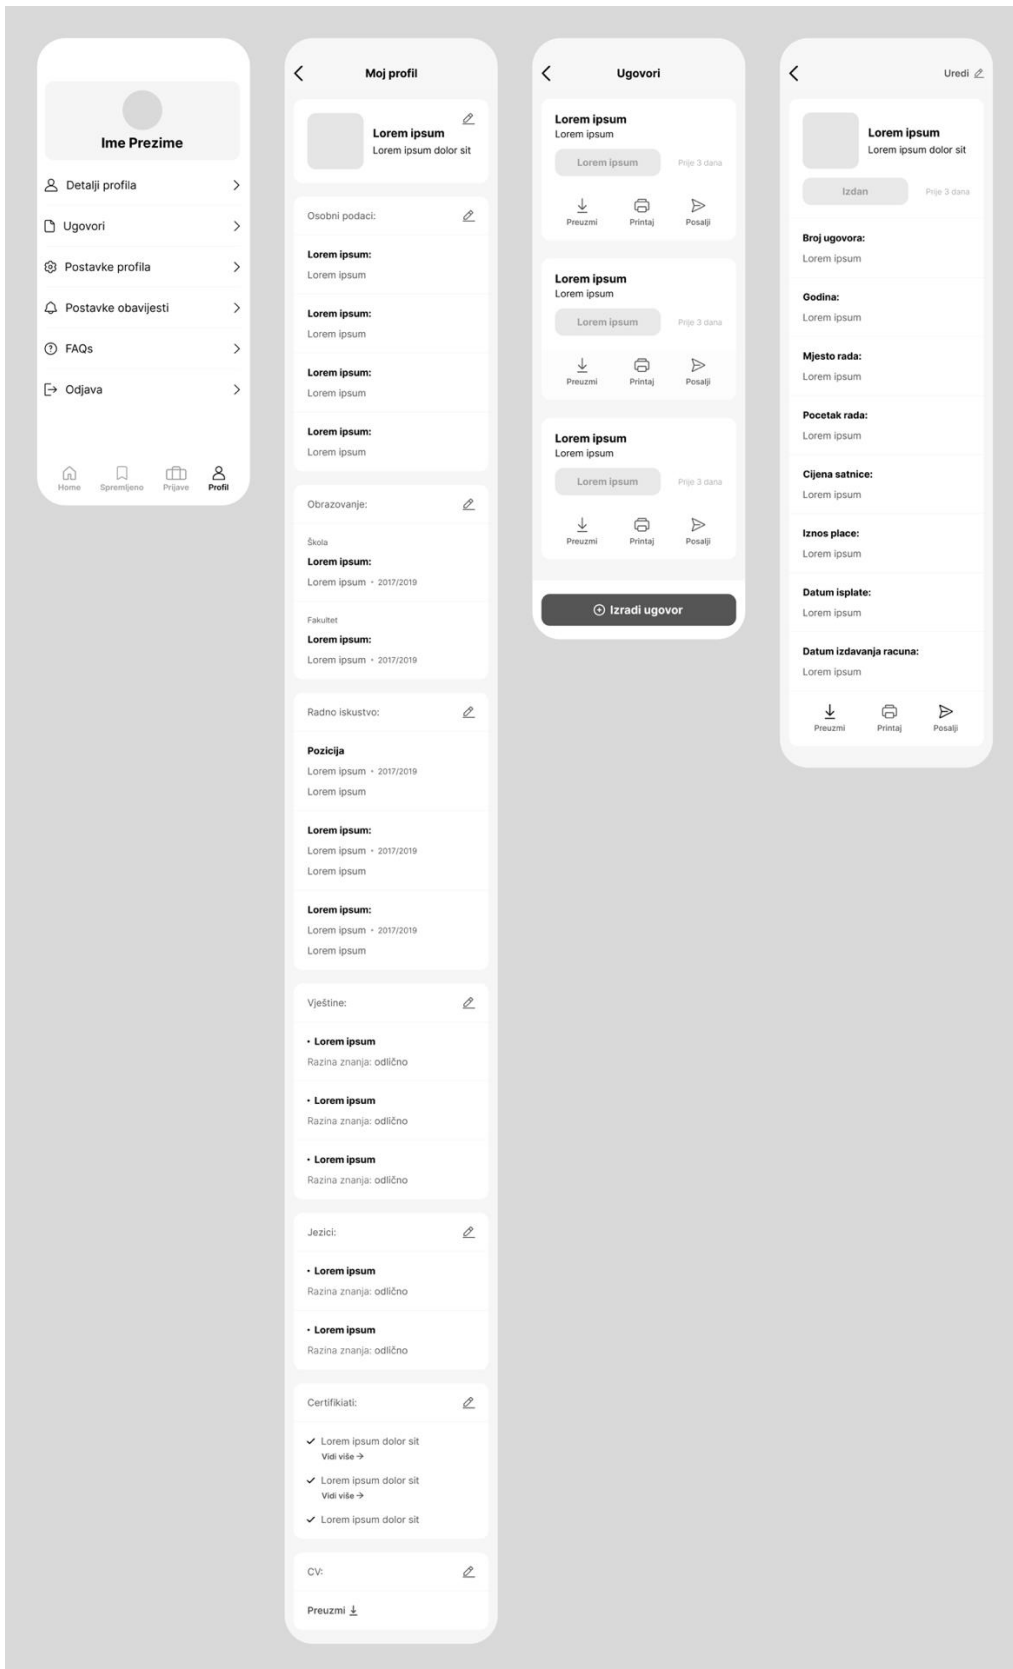 Ime Prezime
Detalji profila
Ugovori
Postavke profila
Postavke obavijesti
FAQs
Odjava
Home Spremljeno Prijave Profil
Moj profil
Lorem ipsum
Lorem ipsum dolor sit
Osobni podaci:
Lorem ipsum:
Lorem ipsum
Lorem ipsum:
Lorem ipsum
Lorem ipsum:
Lorem ipsum
Lorem ipsum:
Lorem ipsum
Obrazovanje:
Škola
Lorem ipsum:
Lorem ipsum • 2017/2019
Fakultet
Lorem ipsum:
Lorem ipsum • 2017/2019
Radno iskustvo:
Pozicija
Lorem ipsum • 2017/2019
Lorem ipsum
Lorem ipsum:
Lorem ipsum • 2017/2019
Lorem ipsum
Lorem ipsum:
Lorem ipsum • 2017/2019
Lorem ipsum
Vještine:
• Lorem ipsum
Razina znanja: odlično
• Lorem ipsum
Razina znanja: odlično
• Lorem ipsum
Razina znanja: odlično
Jezici:
• Lorem ipsum
Razina znanja: odlično
• Lorem ipsum
Razina znanja: odlično
Certifikiati:
Lorem ipsum dolor sit
Vidi više →
Lorem ipsum dolor sit
Vidi više →
Lorem ipsum dolor sit
CV:
Preuzmi
Ugovori
Lorem ipsum
Lorem ipsum
Lorem ipsum Prije 3 dana
Preuzmi Printaj Posalji
Lorem ipsum
Lorem ipsum
Lorem ipsum Prije 3 dana
Preuzmi Printaj Posalji
Lorem ipsum
Lorem ipsum
Lorem ipsum Prije 3 dana
Preuzmi Printaj Posalji
Izradi ugovor
Uredi
Lorem ipsum
Lorem ipsum dolor sit
Izdan Prije 3 dana
Broj ugovora:
Lorem ipsum
Godina:
Lorem ipsum
Mjesto rada:
Lorem ipsum
Pocetak rada:
Lorem ipsum
Cijena satnice:
Lorem ipsum
Iznos place:
Lorem ipsum
Datum isplate:
Lorem ipsum
Datum izdavanja racuna:
Lorem ipsum
Preuzmi Printaj Posalji